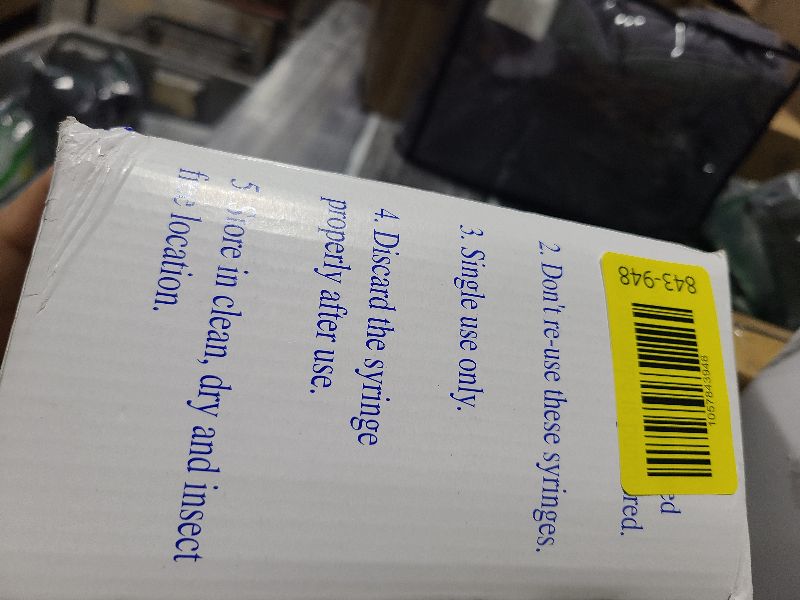 843-948
1057843948
ed
red.
2. Don't re-use these syringes.
3. Single use only.
4. Discard the syringe
properly after use.
5. Store in clean, dry and insect
free location.